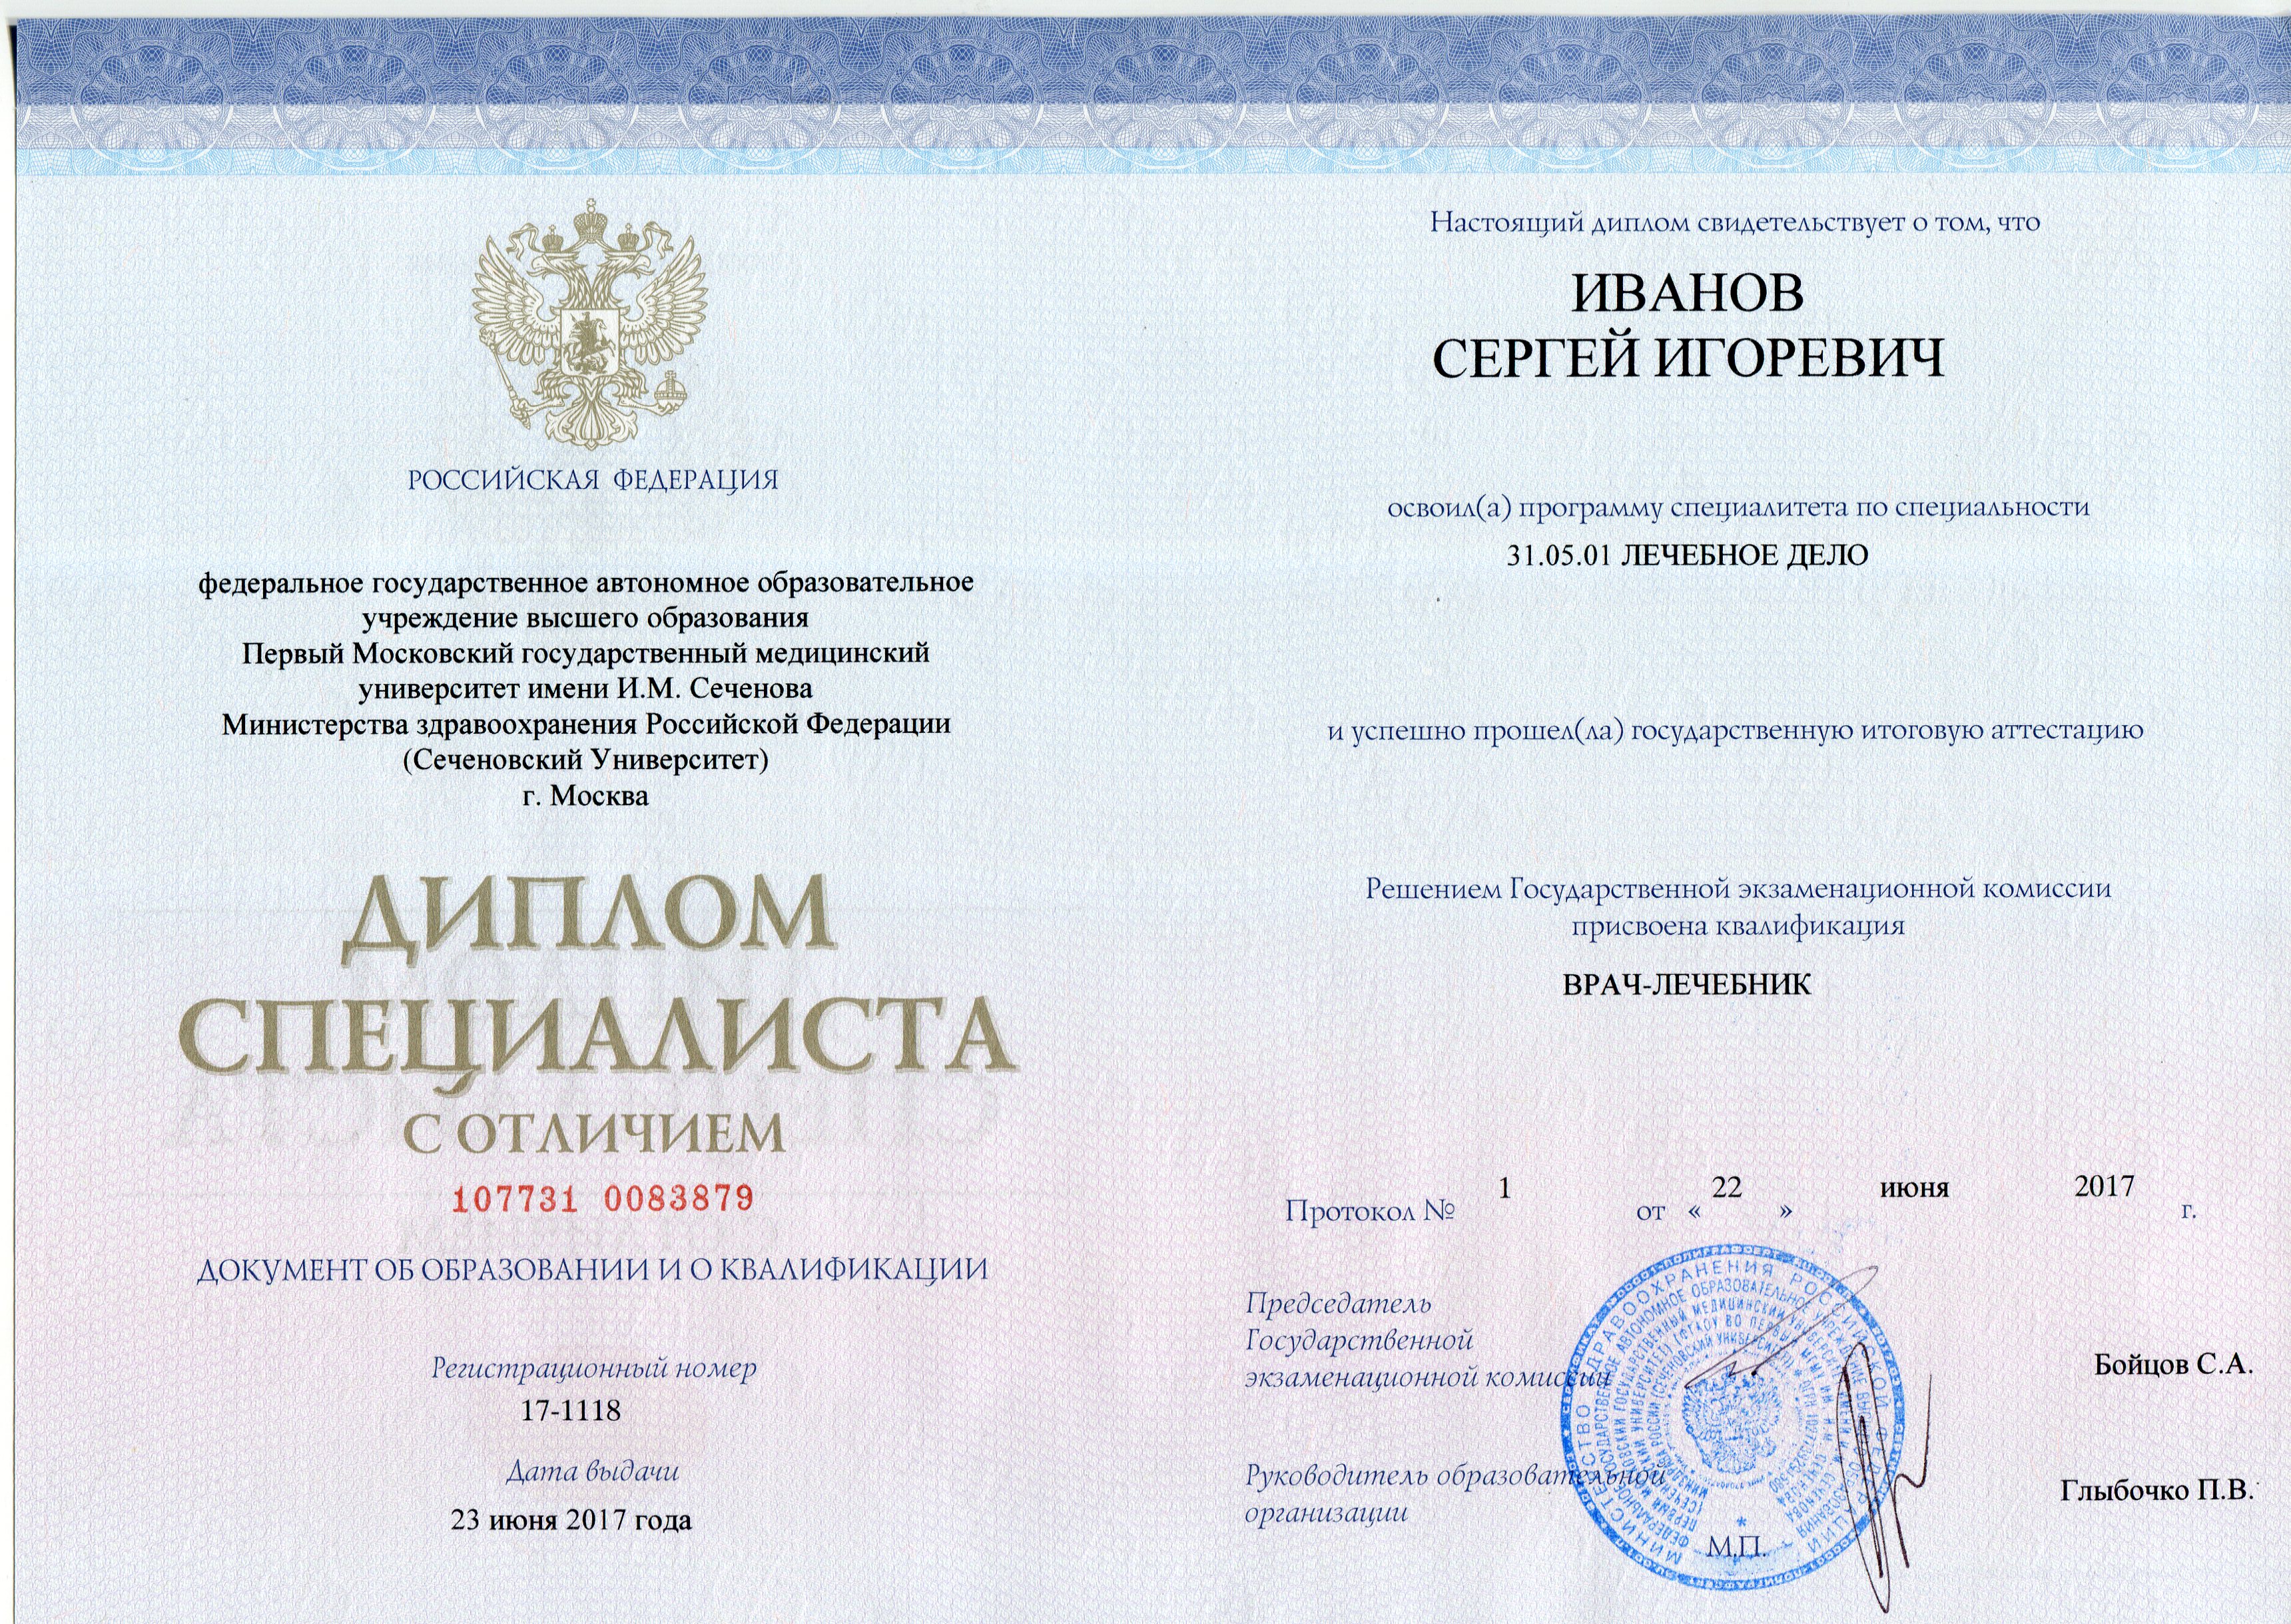 РОССИЙСКАЯ ФЕДЕРАЦИЯ
федеральное государственное автономное образовательное
учреждение высшего образования
Первый Московский государственный медицинский
университет имени И.М. Сеченова
Министерства здравоохранения Российской Федерации
(Сеченовский Университет)
г. Москва
ДИПЛОМ
СПЕЦИАЛИСТА
С ОТЛИЧИЕМ
107731 0083879
ДОКУМЕНТ ОБ ОБРАЗОВАНИИ И О КВАЛИФИКАЦИИ
Регистрационный номер
17-1118
Дата выдачи
23 июня 2017 года
Настоящий диплом свидетельствует о том, что
ИВАНОВ
СЕРГЕЙ ИГОРЕВИЧ
освоил(а) программу специалитета по специальности
31.05.01 ЛЕЧЕБНОЕ ДЕЛО
и успешно прошел(ла) государственную итоговую аттестацию
Решением Государственной экзаменационной комиссии
присвоена квалификация
ВРАЧ-ЛЕЧЕБНИК
Протокол № 1 от « 22 » июня 2017 г.
Председатель
Государственной
экзаменационной комиссии
Бойцов С.А.
Руководитель образовательной
организации
Глыбочко П.В.
М.П.
МИНИСТЕРСТВО ЗДРАВООХРАНЕНИЯ РОССИЙСКОЙ ФЕДЕРАЦИИ